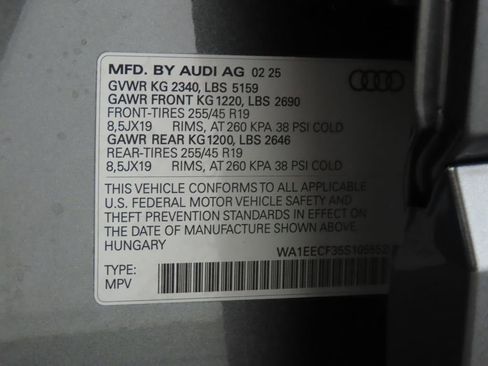 MFD. BY AUDI AG 02 25
GVWR KG 2340, LBS 5159
GAWR FRONT KG1220, LBS 2690
FRONT-TIRES 255/45 R19
8,5JX19 RIMS, AT 260 KPA 38 PSI COLD
GAWR REAR KG1200, LBS 2646
REAR-TIRES 255/45 R19
8,5JX19 RIMS, AT 260 KPA 38 PSI COLD
THIS VEHICLE CONFORMS TO ALL APPLICABLE
U.S. FEDERAL MOTOR VEHICLE SAFETY AND
THEFT PREVENTION STANDARDS IN EFFECT ON
THE DATE OF MANUFACTURE SHOWN ABOVE.
HUNGARY
TYPE:
MPV